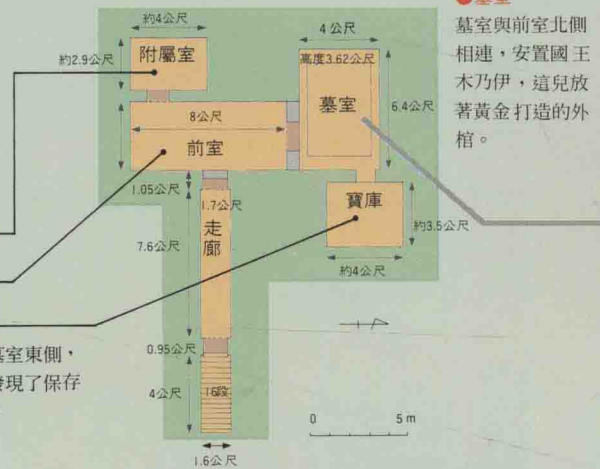 ●墓室
墓室與前室北側
相連，安置國王
木乃伊，這兒放
著黃金打造的外
棺。
約4公尺
約2.9公尺
附屬室
4公尺
高度3.62公尺
墓室
6.4公尺
8公尺
前室
1.05公尺
1.7公尺
走廊
7.6公尺
寶庫
約3.5公尺
約4公尺
墓室東側，
發現了保存
0.95公尺
4公尺
16段
1.6公尺
0 5 m